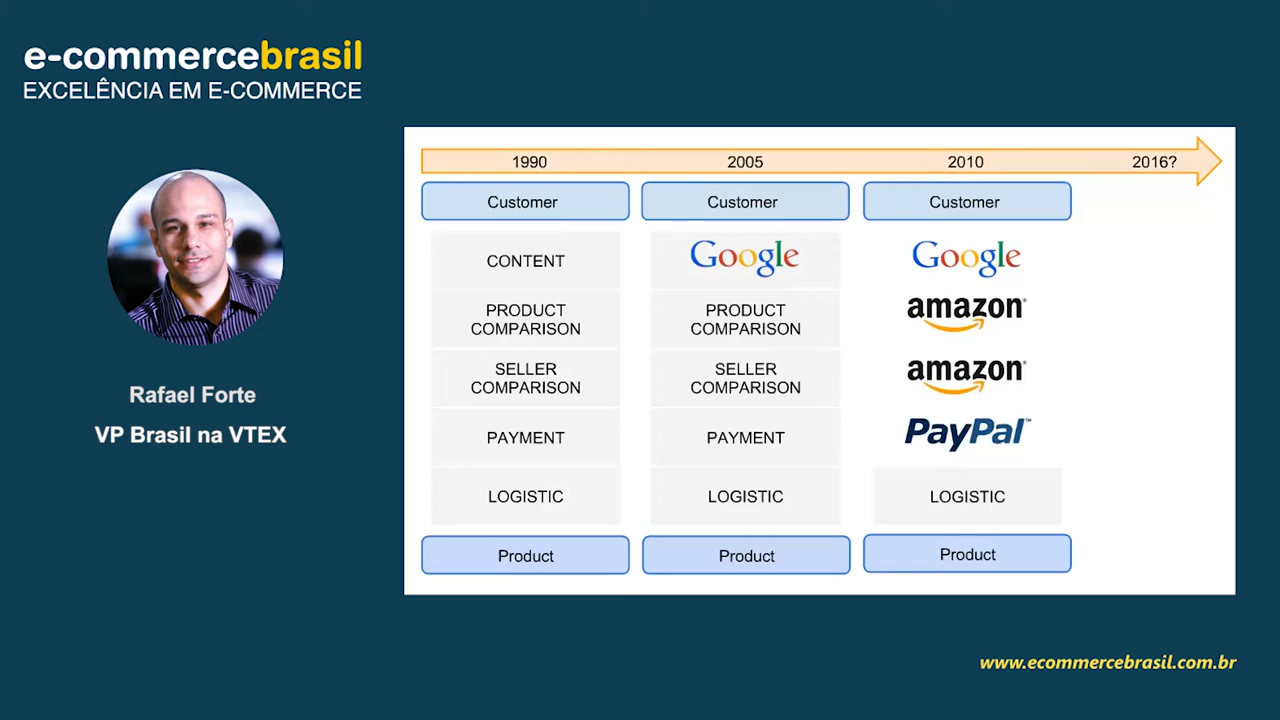 e-commercebrasil
EXCELÊNCIA EM E-COMMERCE
Rafael Forte
VP Brasil na VTEX
1990 2005 2010 2016?
Customer Customer Customer
CONTENT Google Google
PRODUCT PRODUCT amazon
COMPARISON COMPARISON
SELLER SELLER amazon
COMPARISON COMPARISON
PAYMENT PAYMENT PayPal™
LOGISTIC LOGISTIC LOGISTIC
Product Product Product
www.ecommercebrasil.com.br